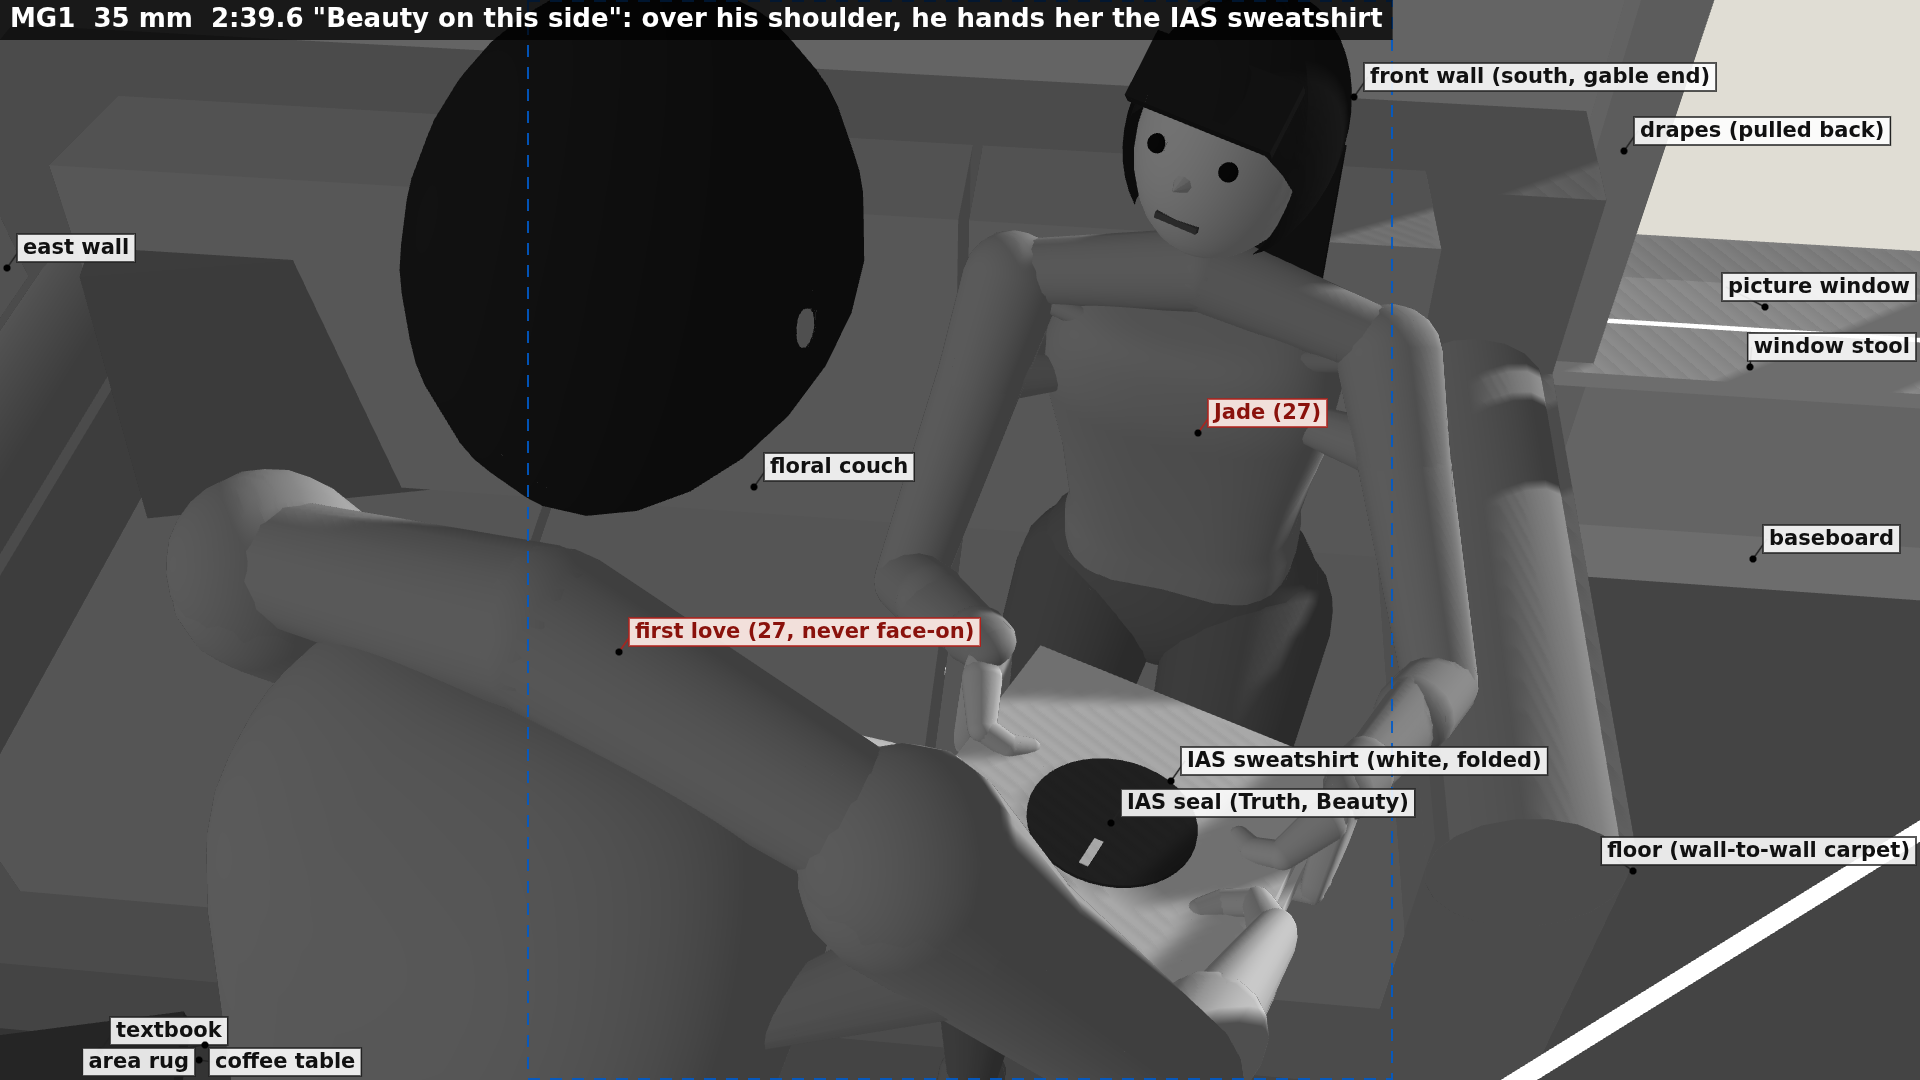 MG1 35 mm 2:39.6 "Beauty on this side": over his shoulder, he hands her the IAS sweatshirt
front wall (south, gable end)
drapes (pulled back)
east wall
picture window
window stool
Jade (27)
floral couch
baseboard
first love (27, never face-on)
IAS sweatshirt (white, folded)
IAS seal (Truth, Beauty)
floor (wall-to-wall carpet)
textbook
area rug
coffee table